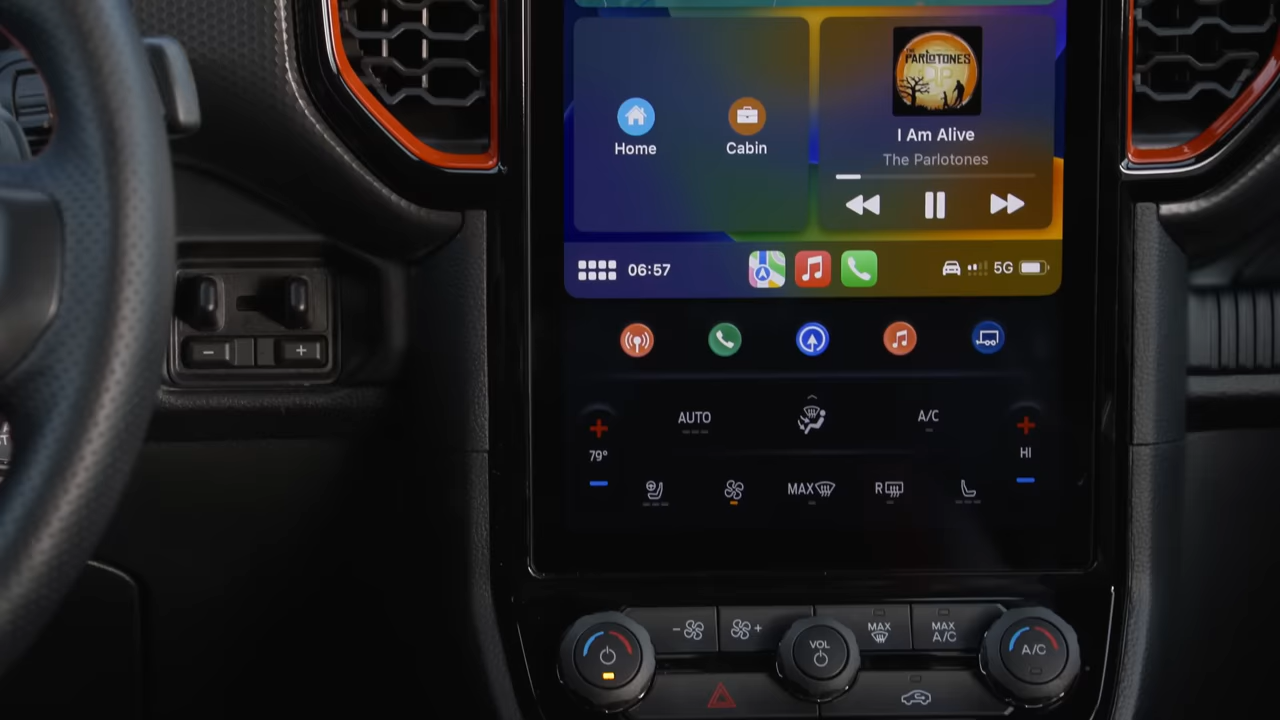 THE
PARLOTONES
I Am Alive
The Parlotones
Home
Cabin
06:57
5G
AUTO
A/C
79°
HI
MAX
R
− +
VOL
MAX
MAX
A/C
A/C